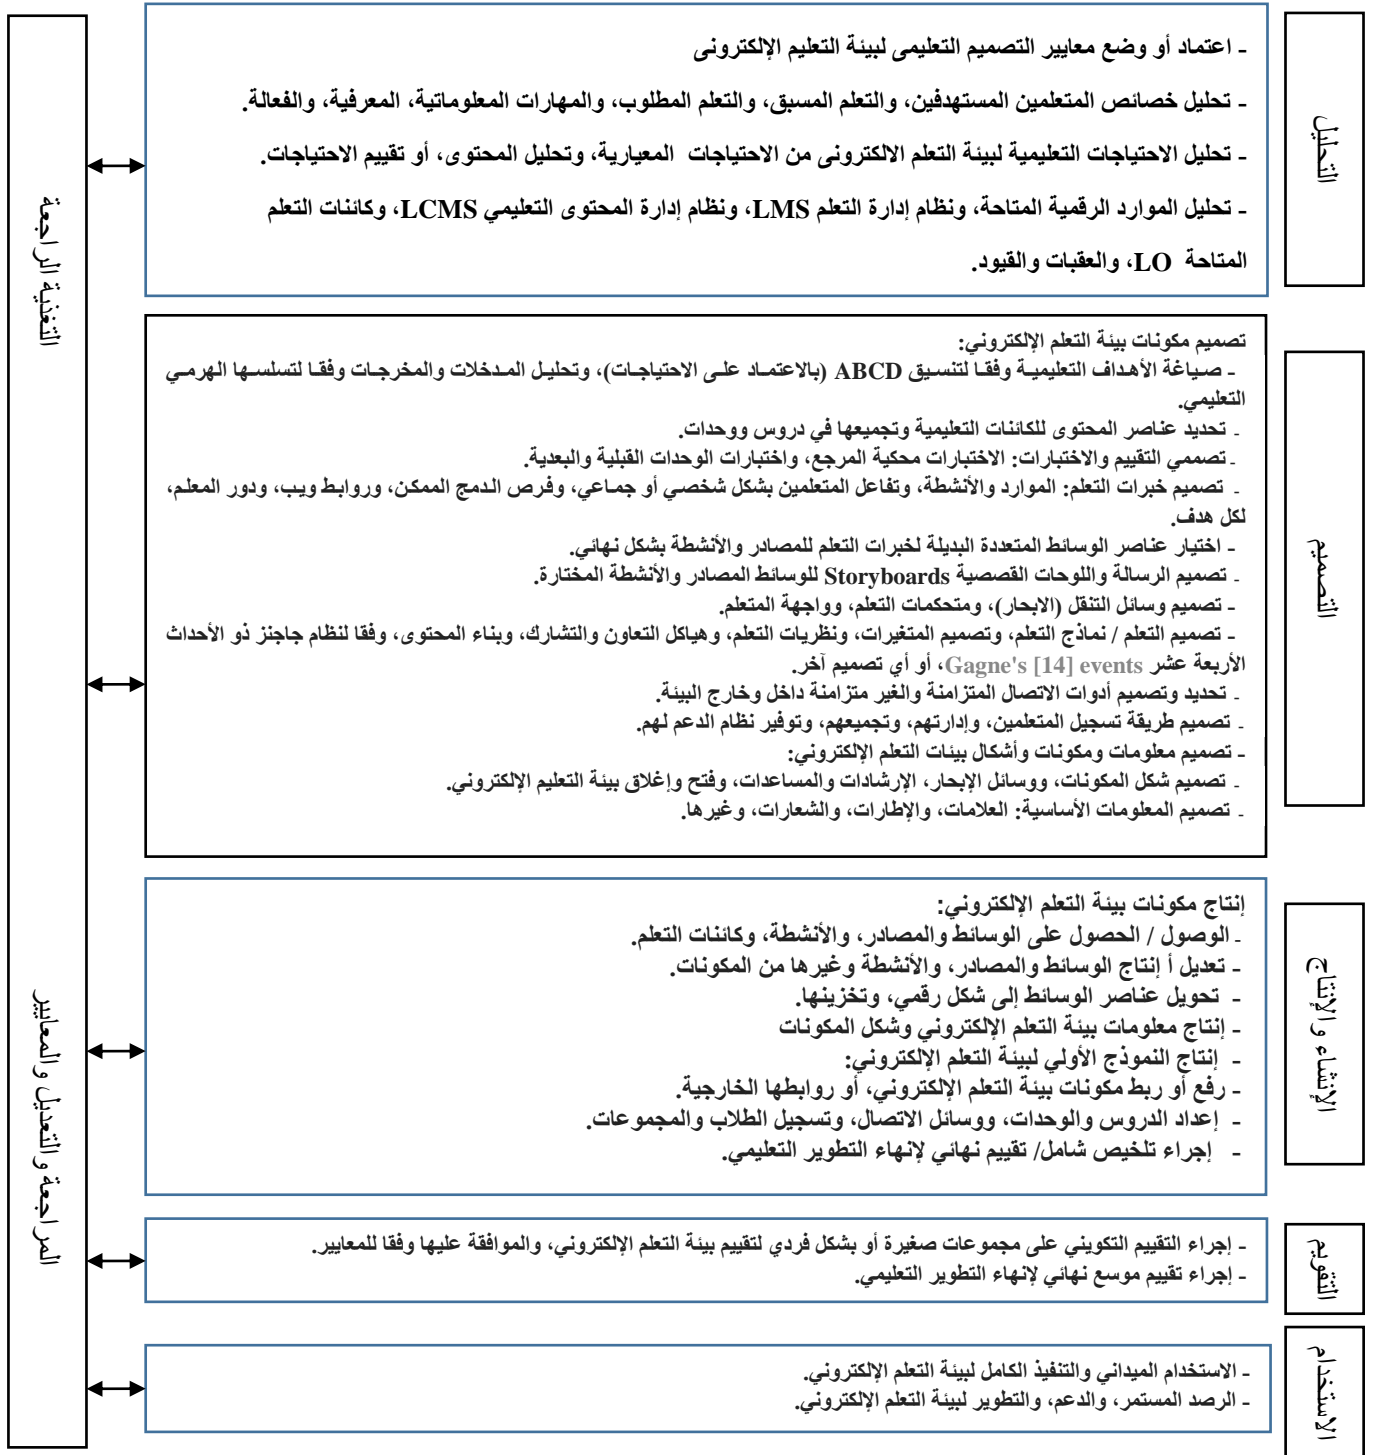 التحليل
- اعتماد أو وضع معايير التصميم التعليمى لبيئة التعليم الإلكترونى
- تحليل خصائص المتعلمين المستهدفين، والتعلم المسبق، والتعلم المطلوب، والمهارات المعلوماتية، المعرفية، والفعالة.
- تحليل الاحتياجات التعليمية لبيئة التعلم الالكترونى من الاحتياجات المعيارية، وتحليل المحتوى، أو تقييم الاحتياجات.
- تحليل الموارد الرقمية المتاحة، ونظام إدارة التعلم LMS، ونظام إدارة المحتوى التعليمي LCMS، وكائنات التعلم
المتاحة LO، والعقبات والقيود.
التصميم
تصميم مكونات بيئة التعلم الإلكتروني:
- صياغة الأهداف التعليمية وفقا لتنسيق ABCD (بالاعتماد على الاحتياجات)، وتحليل المدخلات والمخرجات وفقا لتسلسها الهرمي
التعليمي.
- تحديد عناصر المحتوى للكائنات التعليمية وتجميعها في دروس ووحدات.
- تصممي التقييم والاختبارات: الاختبارات محكية المرجع، واختبارات الوحدات القبلية والبعدية.
- تصميم خبرات التعلم: الموارد والأنشطة، وتفاعل المتعلمين بشكل شخصي أو جماعي، وفرص الدمج الممكن، وروابط ويب، ودور المعلم،
لكل هدف.
- اختيار عناصر الوسائط المتعددة البديلة لخبرات التعلم للمصادر والأنشطة بشكل نهائي.
- تصميم الرسالة واللوحات القصصية Storyboards للوسائط المصادر والأنشطة المختارة.
- تصميم وسائل التنقل (الابحار)، ومتحكمات التعلم، وواجهة المتعلم.
- تصميم التعلم / نماذج التعلم، وتصميم المتغيرات، ونظريات التعلم، وهياكل التعاون والتشارك، وبناء المحتوى، وفقا لنظام جاجنز ذو الأحداث
الأربعة عشر Gagne's [14] events، أو أي تصميم آخر.
- تحديد وتصميم أدوات الاتصال المتزامنة والغير متزامنة داخل وخارج البيئة.
- تصميم طريقة تسجيل المتعلمين، وإدارتهم، وتجميعهم، وتوفير نظام الدعم لهم.
- تصميم معلومات ومكونات وأشكال بيئات التعلم الإلكتروني:
- تصميم شكل المكونات، ووسائل الإبحار، الإرشادات والمساعدات، وفتح وإغلاق بيئة التعليم الإلكتروني.
- تصميم المعلومات الأساسية: العلامات، والإطارات، والشعارات، وغيرها.
الإنشاء والإنتاج
إنتاج مكونات بيئة التعلم الإلكتروني:
- الوصول / الحصول على الوسائط والمصادر، والأنشطة، وكائنات التعلم.
- تعديل أ إنتاج الوسائط والمصادر، والأنشطة وغيرها من المكونات.
- تحويل عناصر الوسائط إلى شكل رقمي، وتخزينها.
- إنتاج معلومات بيئة التعلم الإلكتروني وشكل المكونات
- إنتاج النموذج الأولي لبيئة التعلم الإلكتروني:
- رفع أو ربط مكونات بيئة التعلم الإلكتروني، أو روابطها الخارجية.
- إعداد الدروس والوحدات، ووسائل الاتصال، وتسجيل الطلاب والمجموعات.
- إجراء تلخيص شامل/ تقييم نهائي لإنهاء التطوير التعليمي.
التقويم
- إجراء التقييم التكويني على مجموعات صغيرة أو بشكل فردي لتقييم بيئة التعلم الإلكتروني، والموافقة عليها وفقا للمعايير.
- إجراء تقييم موسع نهائي لإنهاء التطوير التعليمي.
الاستخدام
- الاستخدام الميداني والتنفيذ الكامل لبيئة التعلم الإلكتروني.
- الرصد المستمر، والدعم، والتطوير لبيئة التعلم الإلكتروني.
التغذية الراجعة
المراجعة والتعديل والمعايير